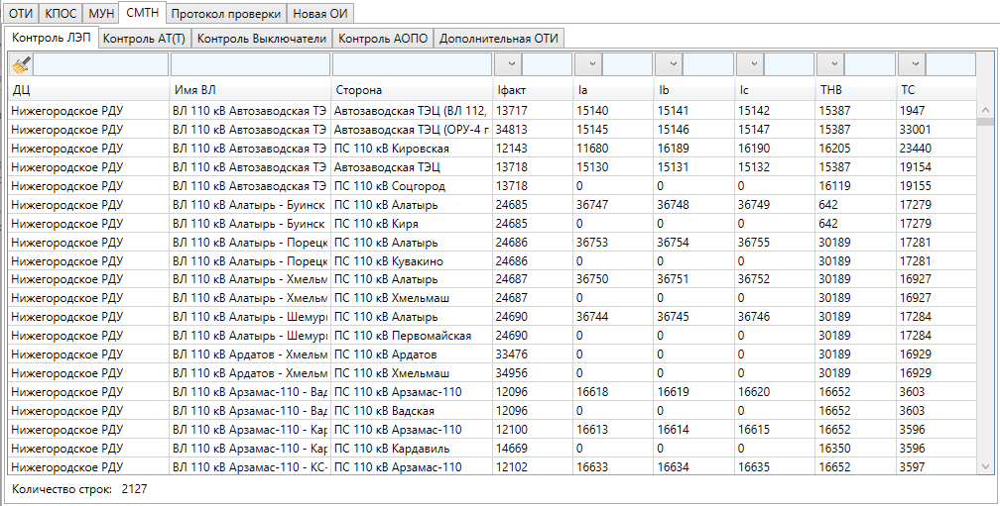 ОТИ КПОС МУН СМТН Протокол проверки Новая ОИ
Контроль ЛЭП Контроль АТ(Т) Контроль Выключатели Контроль АОПО Дополнительная ОТИ
ДЦ Имя ВЛ Сторона Iфакт Ia Ib Ic ТНВ ТС
Нижегородское РДУ ВЛ 110 кВ Автозаводская ТЭ Автозаводская ТЭЦ (ВЛ 112, 13717 15140 15141 15142 15387 1947
Нижегородское РДУ ВЛ 110 кВ Автозаводская ТЭ Автозаводская ТЭЦ (ОРУ-4 г 34813 15145 15146 15147 15387 33001
Нижегородское РДУ ВЛ 110 кВ Автозаводская ТЭ ПС 110 кВ Кировская 12143 11680 16189 16190 16205 23440
Нижегородское РДУ ВЛ 110 кВ Автозаводская ТЭ Автозаводская ТЭЦ 13718 15130 15131 15132 15387 19154
Нижегородское РДУ ВЛ 110 кВ Автозаводская ТЭ ПС 110 кВ Соцгород 13718 0 0 0 16119 19155
Нижегородское РДУ ВЛ 110 кВ Алатырь - Буинск ПС 110 кВ Алатырь 24685 36747 36748 36749 642 17279
Нижегородское РДУ ВЛ 110 кВ Алатырь - Буинск ПС 110 кВ Киря 24685 0 0 0 642 17279
Нижегородское РДУ ВЛ 110 кВ Алатырь - Порецк ПС 110 кВ Алатырь 24686 36753 36754 36755 30189 17281
Нижегородское РДУ ВЛ 110 кВ Алатырь - Порецк ПС 110 кВ Кувакино 24686 0 0 0 30189 17281
Нижегородское РДУ ВЛ 110 кВ Алатырь - Хмельм ПС 110 кВ Алатырь 24687 36750 36751 36752 30189 16927
Нижегородское РДУ ВЛ 110 кВ Алатырь - Хмельм ПС 110 кВ Хмельмаш 24687 0 0 0 30189 16927
Нижегородское РДУ ВЛ 110 кВ Алатырь - Шемурц ПС 110 кВ Алатырь 24690 36744 36745 36746 30189 17284
Нижегородское РДУ ВЛ 110 кВ Алатырь - Шемурц ПС 110 кВ Первомайская 24690 0 0 0 30189 17284
Нижегородское РДУ ВЛ 110 кВ Ардатов - Хмельм ПС 110 кВ Ардатов 33476 0 0 0 30189 16929
Нижегородское РДУ ВЛ 110 кВ Ардатов - Хмельм ПС 110 кВ Хмельмаш 34956 0 0 0 30189 16929
Нижегородское РДУ ВЛ 110 кВ Арзамас-110 - Вад ПС 110 кВ Арзамас-110 12096 16618 16619 16620 16652 3603
Нижегородское РДУ ВЛ 110 кВ Арзамас-110 - Вад ПС 110 кВ Вадская 12096 0 0 0 16652 3603
Нижегородское РДУ ВЛ 110 кВ Арзамас-110 - Кар ПС 110 кВ Арзамас-110 12100 16613 16614 16615 16652 3596
Нижегородское РДУ ВЛ 110 кВ Арзамас-110 - Кар ПС 110 кВ Кардавиль 14669 0 0 0 16350 3596
Нижегородское РДУ ВЛ 110 кВ Арзамас-110 - КС- ПС 110 кВ Арзамас-110 12102 16633 16634 16635 16652 3597
Количество строк: 2127